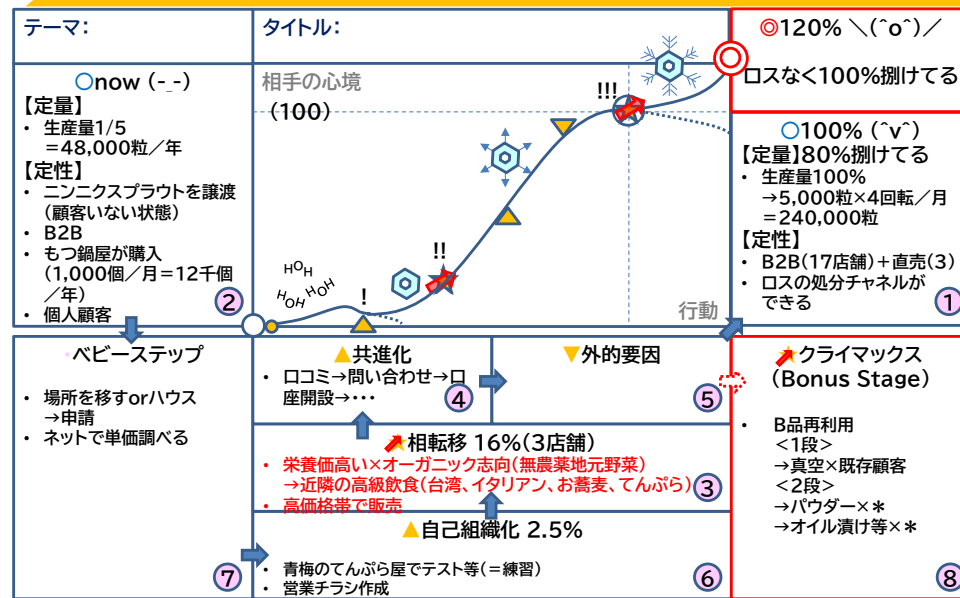 テーマ:
タイトル:
◎120% ＼(^o^)／
ロスなく100%捌けてる
○now (-_-)
【定量】
・ 生産量1/5
＝48,000粒／年
【定性】
・ ニンニクスプラウトを譲渡
(顧客いない状態)
・ B2B
・ もつ鍋屋が購入
(1,000個／月＝12千個
／年)
・ 個人顧客
②
相手の心境
(100)
!!!
!!
!
HOH
HOH
HOH
行動
○100% (^v^)
【定量】80%捌けてる
・ 生産量100%
→5,000粒×4回転／月
＝240,000粒
【定性】
・ B2B(17店舗)＋直売(3)
・ ロスの処分チャネルが
できる
①
ベビーステップ
・ 場所を移すorハウス
→申請
・ ネットで単価調べる
⑦
▲共進化
・ 口コミ→問い合わせ→口
座開設→・・・
④
▼外的要因
⑤
相転移 16%(3店舗)
・ 栄養価高い×オーガニック志向(無農薬地元野菜)
→近隣の高級飲食(台湾、イタリアン、お蕎麦、てんぷら)
・ 高価格帯で販売
③
▲自己組織化 2.5%
・ 青梅のてんぷら屋でテスト等(＝練習)
・ 営業チラシ作成
⑥
クライマックス
(Bonus Stage)
・ B品再利用
<1段>
→真空×既存顧客
<2段>
→パウダー×＊
→オイル漬け等×＊
⑧